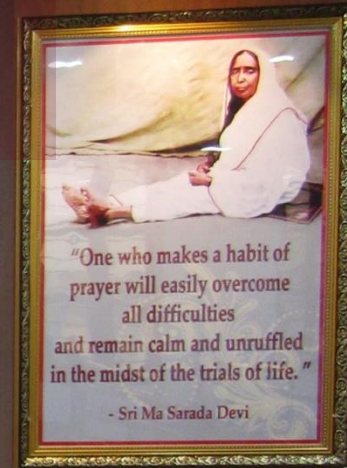 "One who makes a habit of
prayer will easily overcome
all difficulties
and remain calm and unruffled
in the midst of the trials of life."
- Sri Ma Sarada Devi